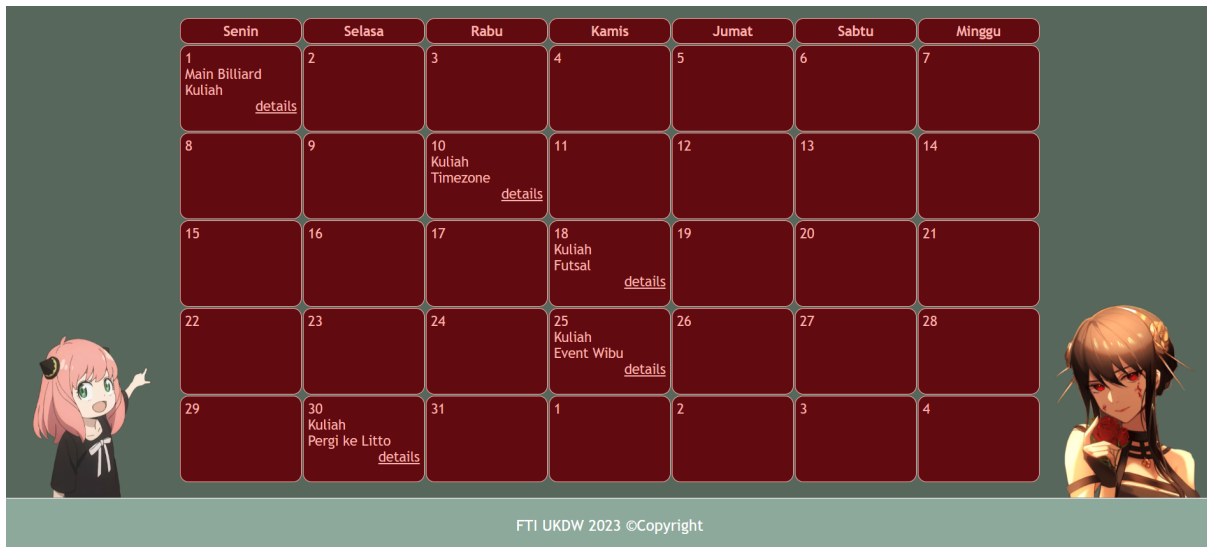 Senin Selasa Rabu Kamis Jumat Sabtu Minggu
1 2 3 4 5 6 7
Main Billiard
Kuliah
details
8 9 10 11 12 13 14
Kuliah
Timezone
details
15 16 17 18 19 20 21
Kuliah
Futsal
details
22 23 24 25 26 27 28
Kuliah
Event Wibu
details
29 30 31 1 2 3 4
Kuliah
Pergi ke Litto
details
FTI UKDW 2023 ©Copyright